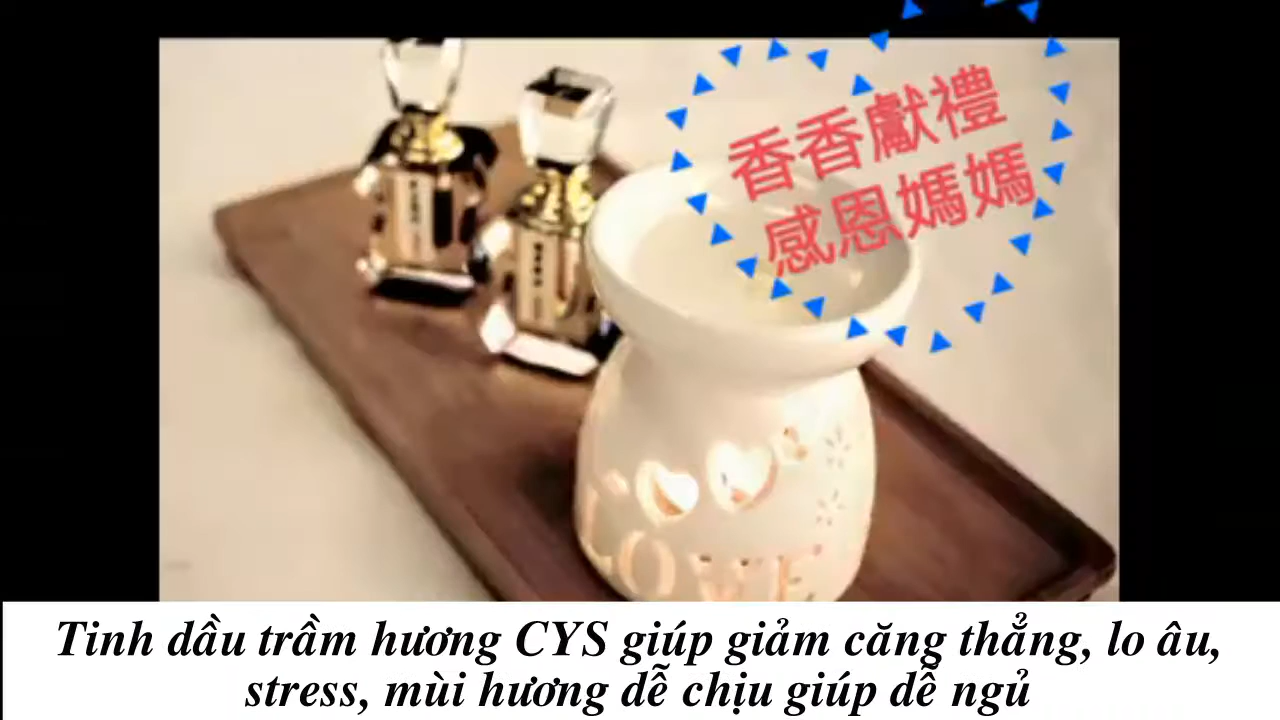 香香獻禮
感恩媽媽
LOVE
Tinh dầu trầm hương CYS giúp giảm căng thẳng, lo âu,
stress, mùi hương dễ chịu giúp dễ ngủ